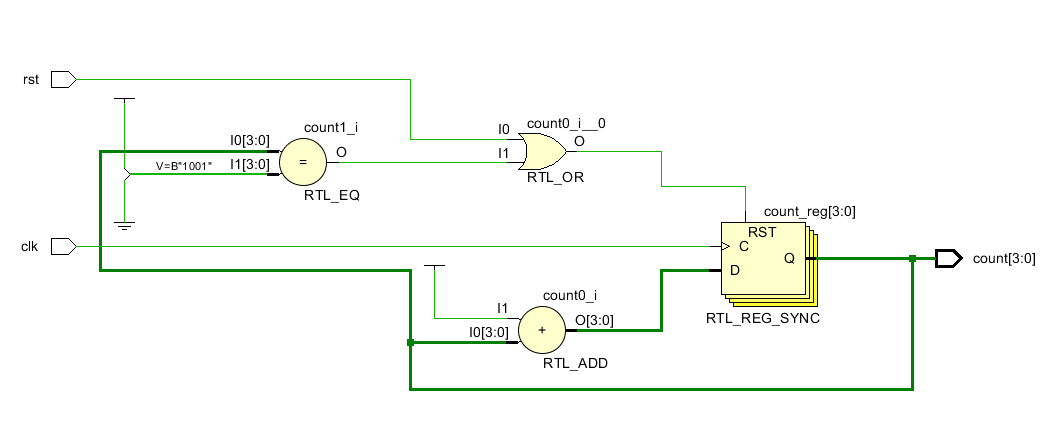 rst
count1_i
I0[3:0]
O
V=B"1001"
I1[3:0]
=
RTL_EQ
count0_i__0
I0
O
I1
RTL_OR
clk
count_reg[3:0]
RST
C
Q
D
RTL_REG_SYNC
count[3:0]
count0_i
I1
O[3:0]
I0[3:0]
+
RTL_ADD